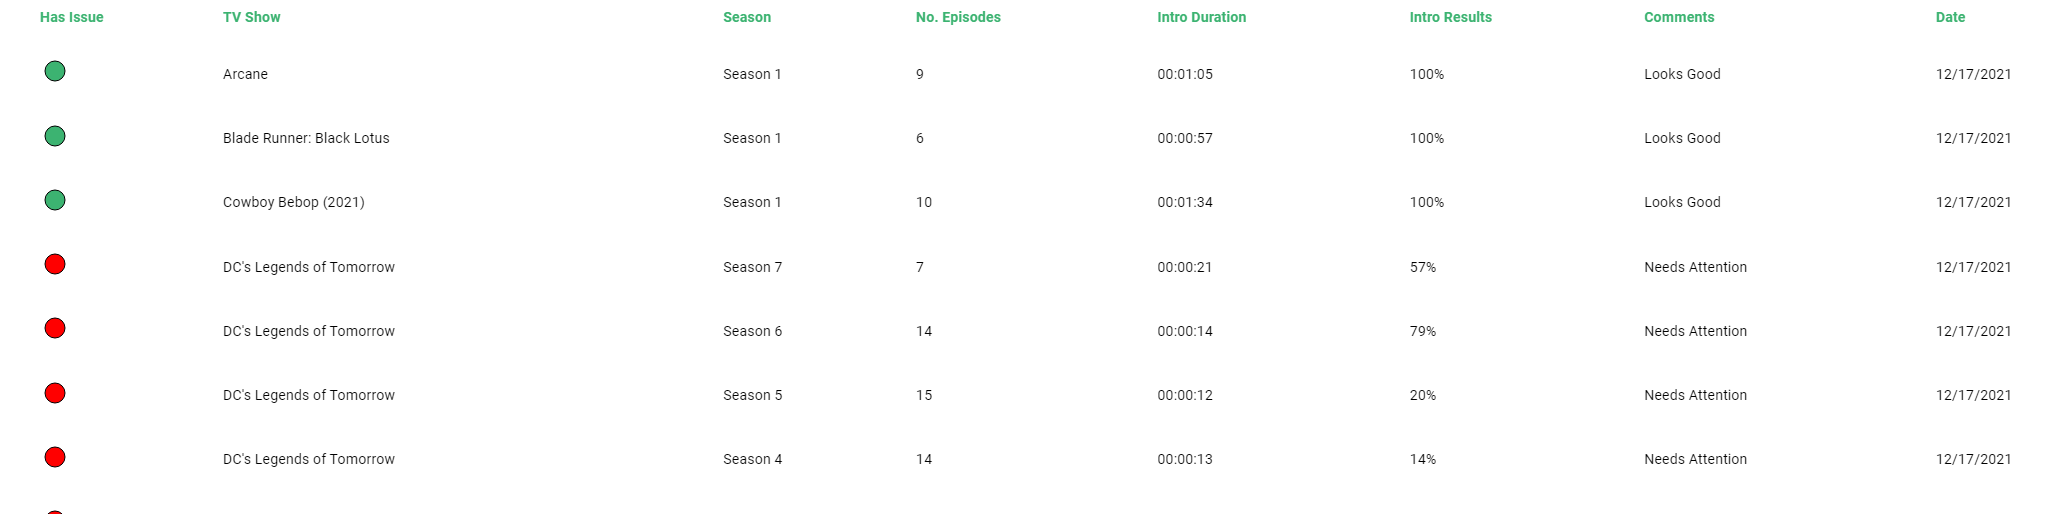 Has Issue TV Show Season No. Episodes Intro Duration Intro Results Comments Date
Arcane Season 1 9 00:01:05 100% Looks Good 12/17/2021
Blade Runner: Black Lotus Season 1 6 00:00:57 100% Looks Good 12/17/2021
Cowboy Bebop (2021) Season 1 10 00:01:34 100% Looks Good 12/17/2021
DC's Legends of Tomorrow Season 7 7 00:00:21 57% Needs Attention 12/17/2021
DC's Legends of Tomorrow Season 6 14 00:00:14 79% Needs Attention 12/17/2021
DC's Legends of Tomorrow Season 5 15 00:00:12 20% Needs Attention 12/17/2021
DC's Legends of Tomorrow Season 4 14 00:00:13 14% Needs Attention 12/17/2021